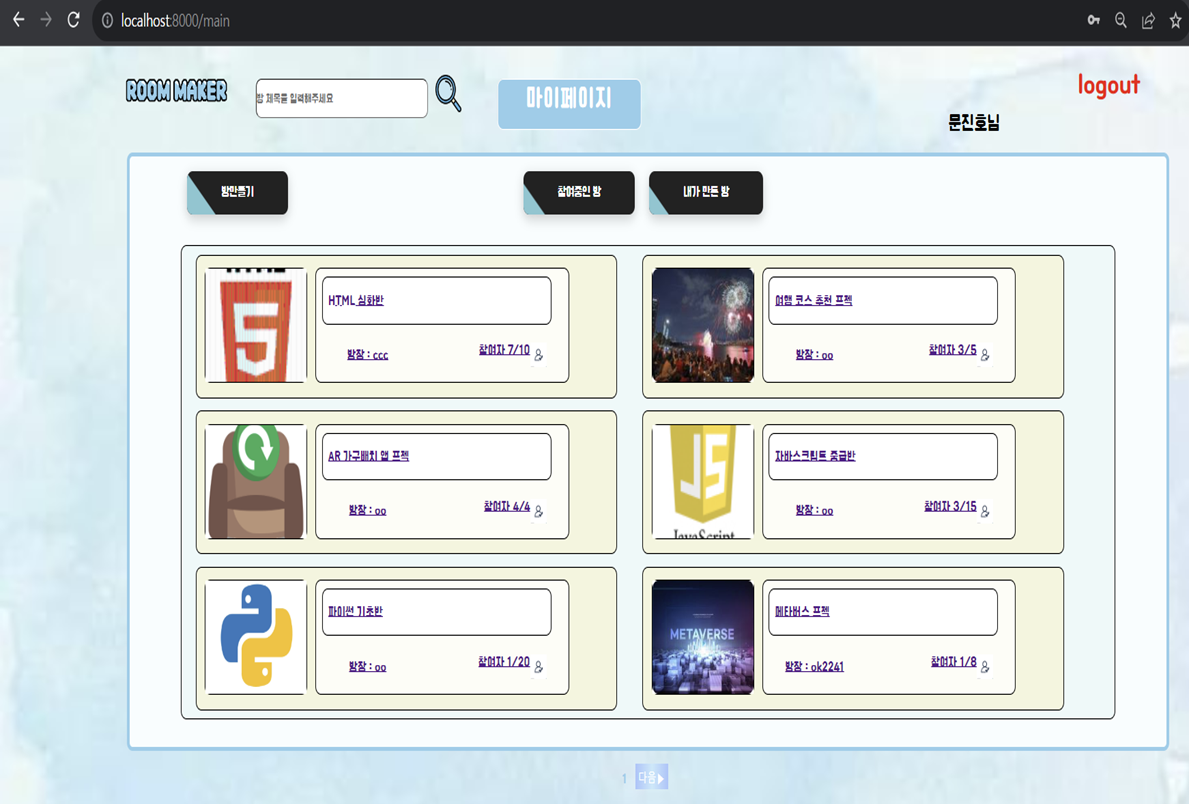 localhost:8000/main
ROOM MAKER
방 제목을 입력해주세요
마이페이지
logout
문진호님
방만들기
참여중인 방
내가 만든 방
HTML
5
HTML 심화반
방장 : ccc
참여자 7/10
여행 코스 추천 프젝
방장 : oo
참여자 3/5
AR 가구배치 앱 프젝
방장 : oo
참여자 4/4
JS
JavaScript
자바스크립트 중급반
방장 : oo
참여자 3/15
파이썬 기초반
방장 : oo
참여자 1/20
METAVERSE
메타버스 프젝
방장 : ok2241
참여자 1/8
1 다음▶